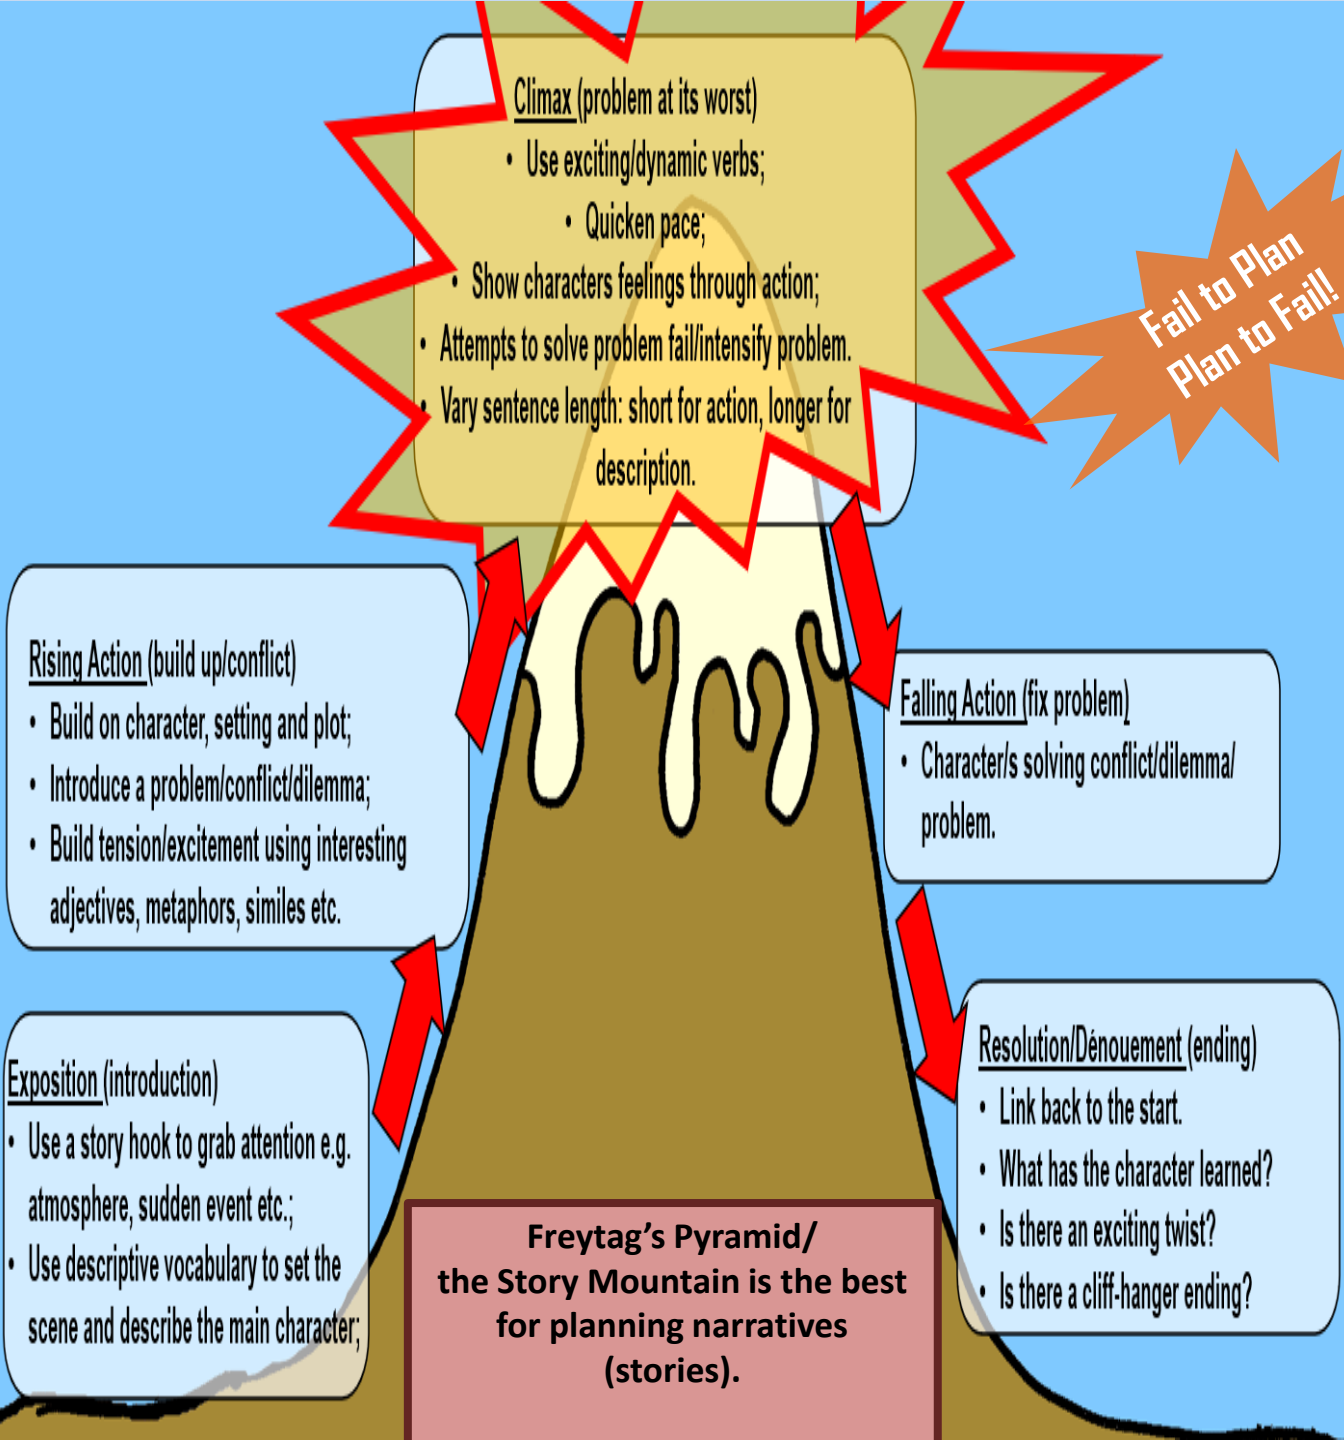 Climax (problem at its worst)
• Use exciting/dynamic verbs;
• Quicken pace;
• Show characters feelings through action;
• Attempts to solve problem fail/intensify problem.
• Vary sentence length: short for action, longer for
description.
Fail to Plan
Plan to Fail!
Rising Action (build up/conflict)
• Build on character, setting and plot;
• Introduce a problem/conflict/dilemma;
• Build tension/excitement using interesting
adjectives, metaphors, similes etc.
Falling Action (fix problem)
• Character/s solving conflict/dilemma/
problem.
Exposition (introduction)
• Use a story hook to grab attention e.g.
atmosphere, sudden event etc.;
• Use descriptive vocabulary to set the
scene and describe the main character;
Resolution/Dénouement (ending)
• Link back to the start.
• What has the character learned?
• Is there an exciting twist?
• Is there a cliff-hanger ending?
Freytag’s Pyramid/
the Story Mountain is the best
for planning narratives
(stories).